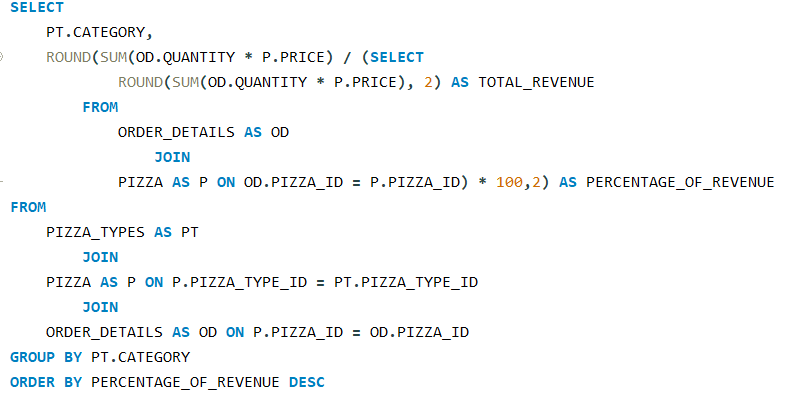 SELECT
PT.CATEGORY,
ROUND(SUM(OD.QUANTITY * P.PRICE) / (SELECT
ROUND(SUM(OD.QUANTITY * P.PRICE), 2) AS TOTAL_REVENUE
FROM
ORDER_DETAILS AS OD
JOIN
PIZZA AS P ON OD.PIZZA_ID = P.PIZZA_ID) * 100,2) AS PERCENTAGE_OF_REVENUE
FROM
PIZZA_TYPES AS PT
JOIN
PIZZA AS P ON P.PIZZA_TYPE_ID = PT.PIZZA_TYPE_ID
JOIN
ORDER_DETAILS AS OD ON P.PIZZA_ID = OD.PIZZA_ID
GROUP BY PT.CATEGORY
ORDER BY PERCENTAGE_OF_REVENUE DESC